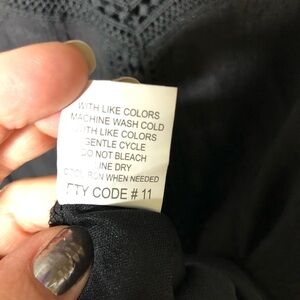 WITH LIKE COLORS
MACHINE WASH COLD
WITH LIKE COLORS
GENTLE CYCLE
DO NOT BLEACH
INE DRY
COOL IRON WHEN NEEDED
FTY CODE # 11